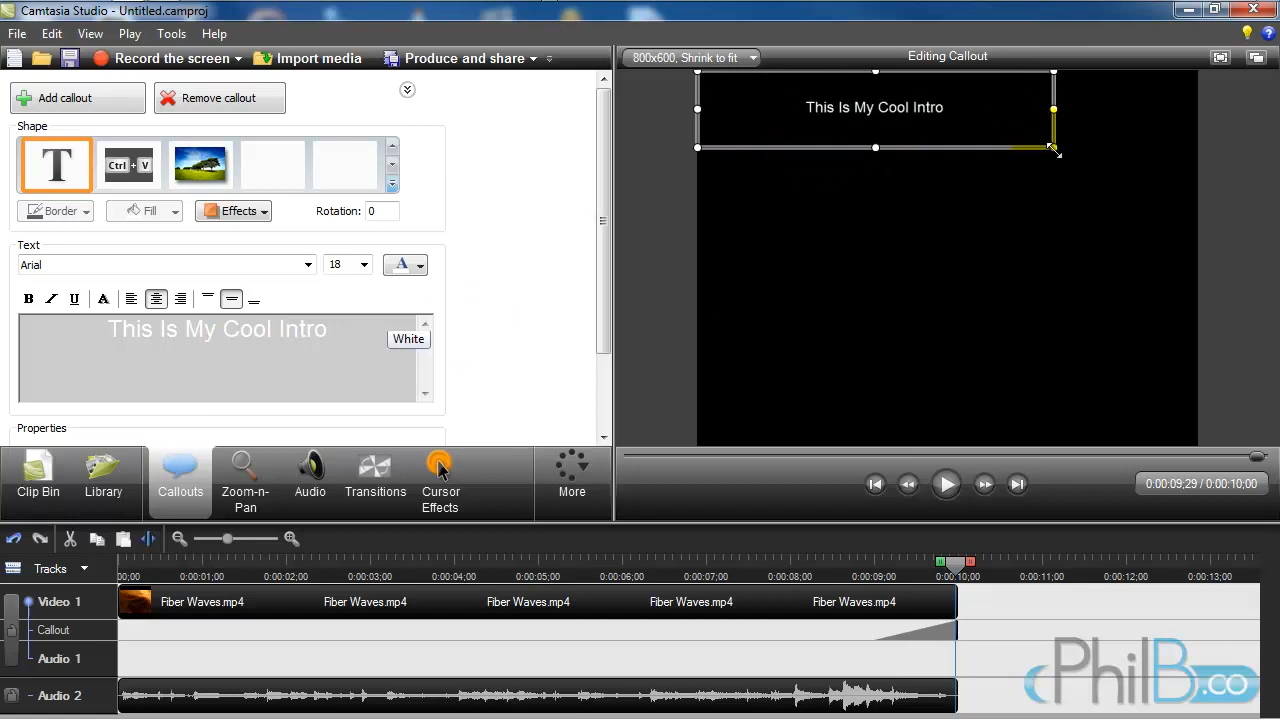 Camtasia Studio - Untitled.camproj
File Edit View Play Tools Help
Record the screen Import media Produce and share
800x600, Shrink to fit
Editing Callout
Add callout
Remove callout
Shape
T
Ctrl + V
Border
Fill
Effects
Rotation: 0
Text
Arial
18
A
B I U A
This Is My Cool Intro
White
Properties
This Is My Cool Intro
Clip Bin
Library
Callouts
Zoom-n-Pan
Audio
Transitions
Cursor Effects
More
0:00:09;29 / 0:00:10;00
Tracks
00:00 0:00:01;00 0:00:02;00 0:00:03;00 0:00:04;00 0:00:05;00 0:00:06;00 0:00:07;00 0:00:08;00 0:00:09;00 0:00:10;00 0:00:11;00 0:00:12;00 0:00:13;00
Video 1
Fiber Waves.mp4 Fiber Waves.mp4 Fiber Waves.mp4 Fiber Waves.mp4 Fiber Waves.mp4
Callout
Audio 1
Audio 2
PhilB.co